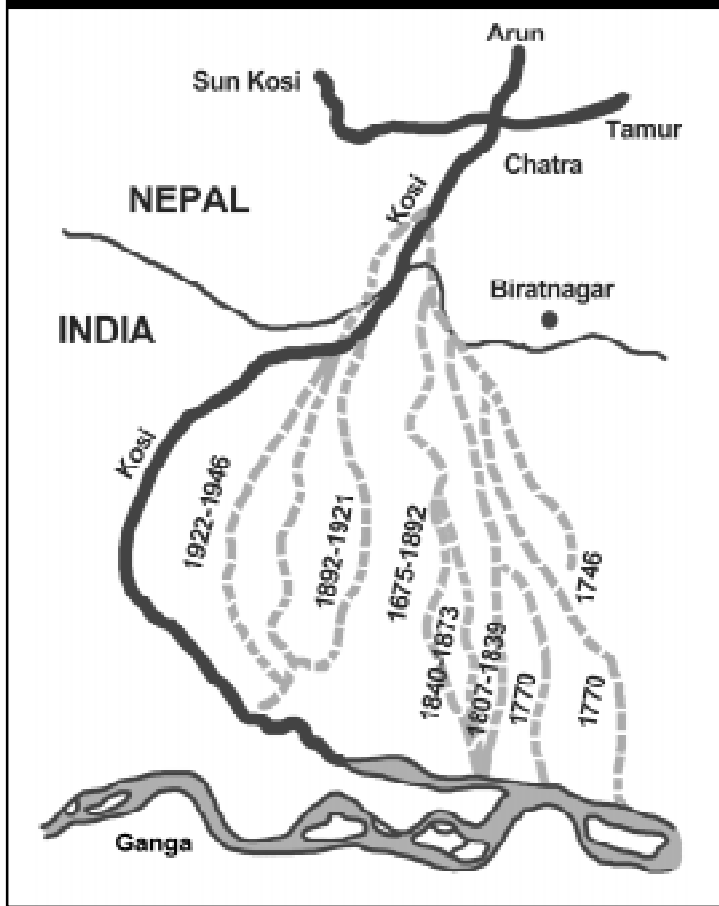 Arun
Sun Kosi
Tamur
Chatra
Kosi
NEPAL
Biratnagar
INDIA
Kosi
1922-1946
1892-1921
1675-1892
1746
1840-1873
1807-1839
1770
1770
Ganga